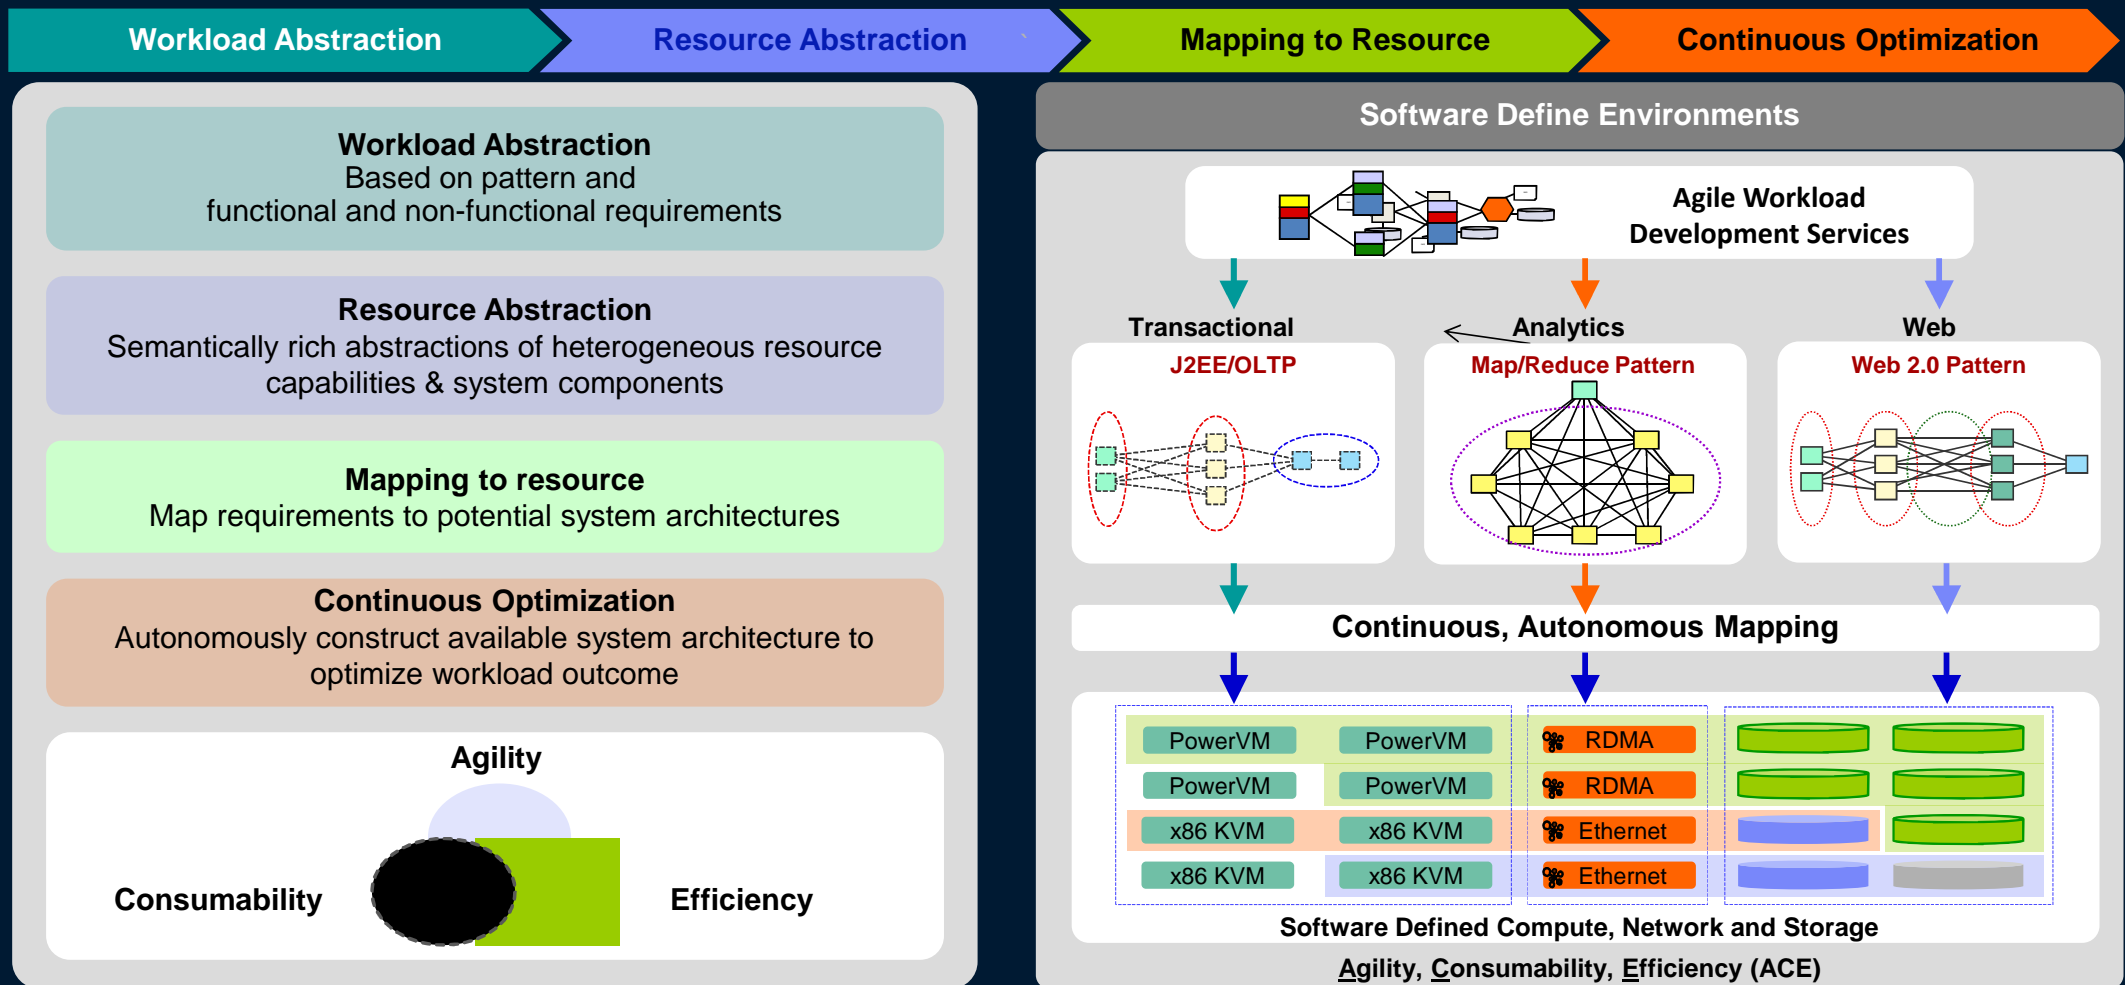 Workload Abstraction
Resource Abstraction
Mapping to Resource
Continuous Optimization
Workload Abstraction
Based on pattern and
functional and non-functional requirements
Resource Abstraction
Semantically rich abstractions of heterogeneous resource
capabilities & system components
Mapping to resource
Map requirements to potential system architectures
Continuous Optimization
Autonomously construct available system architecture to
optimize workload outcome
Agility
Consumability
Efficiency
Software Define Environments
Agile Workload
Development Services
Transactional
Analytics
Web
J2EE/OLTP
Map/Reduce Pattern
Web 2.0 Pattern
Continuous, Autonomous Mapping
PowerVM
PowerVM
RDMA
PowerVM
PowerVM
RDMA
x86 KVM
x86 KVM
Ethernet
x86 KVM
x86 KVM
Ethernet
Software Defined Compute, Network and Storage
Agility, Consumability, Efficiency (ACE)